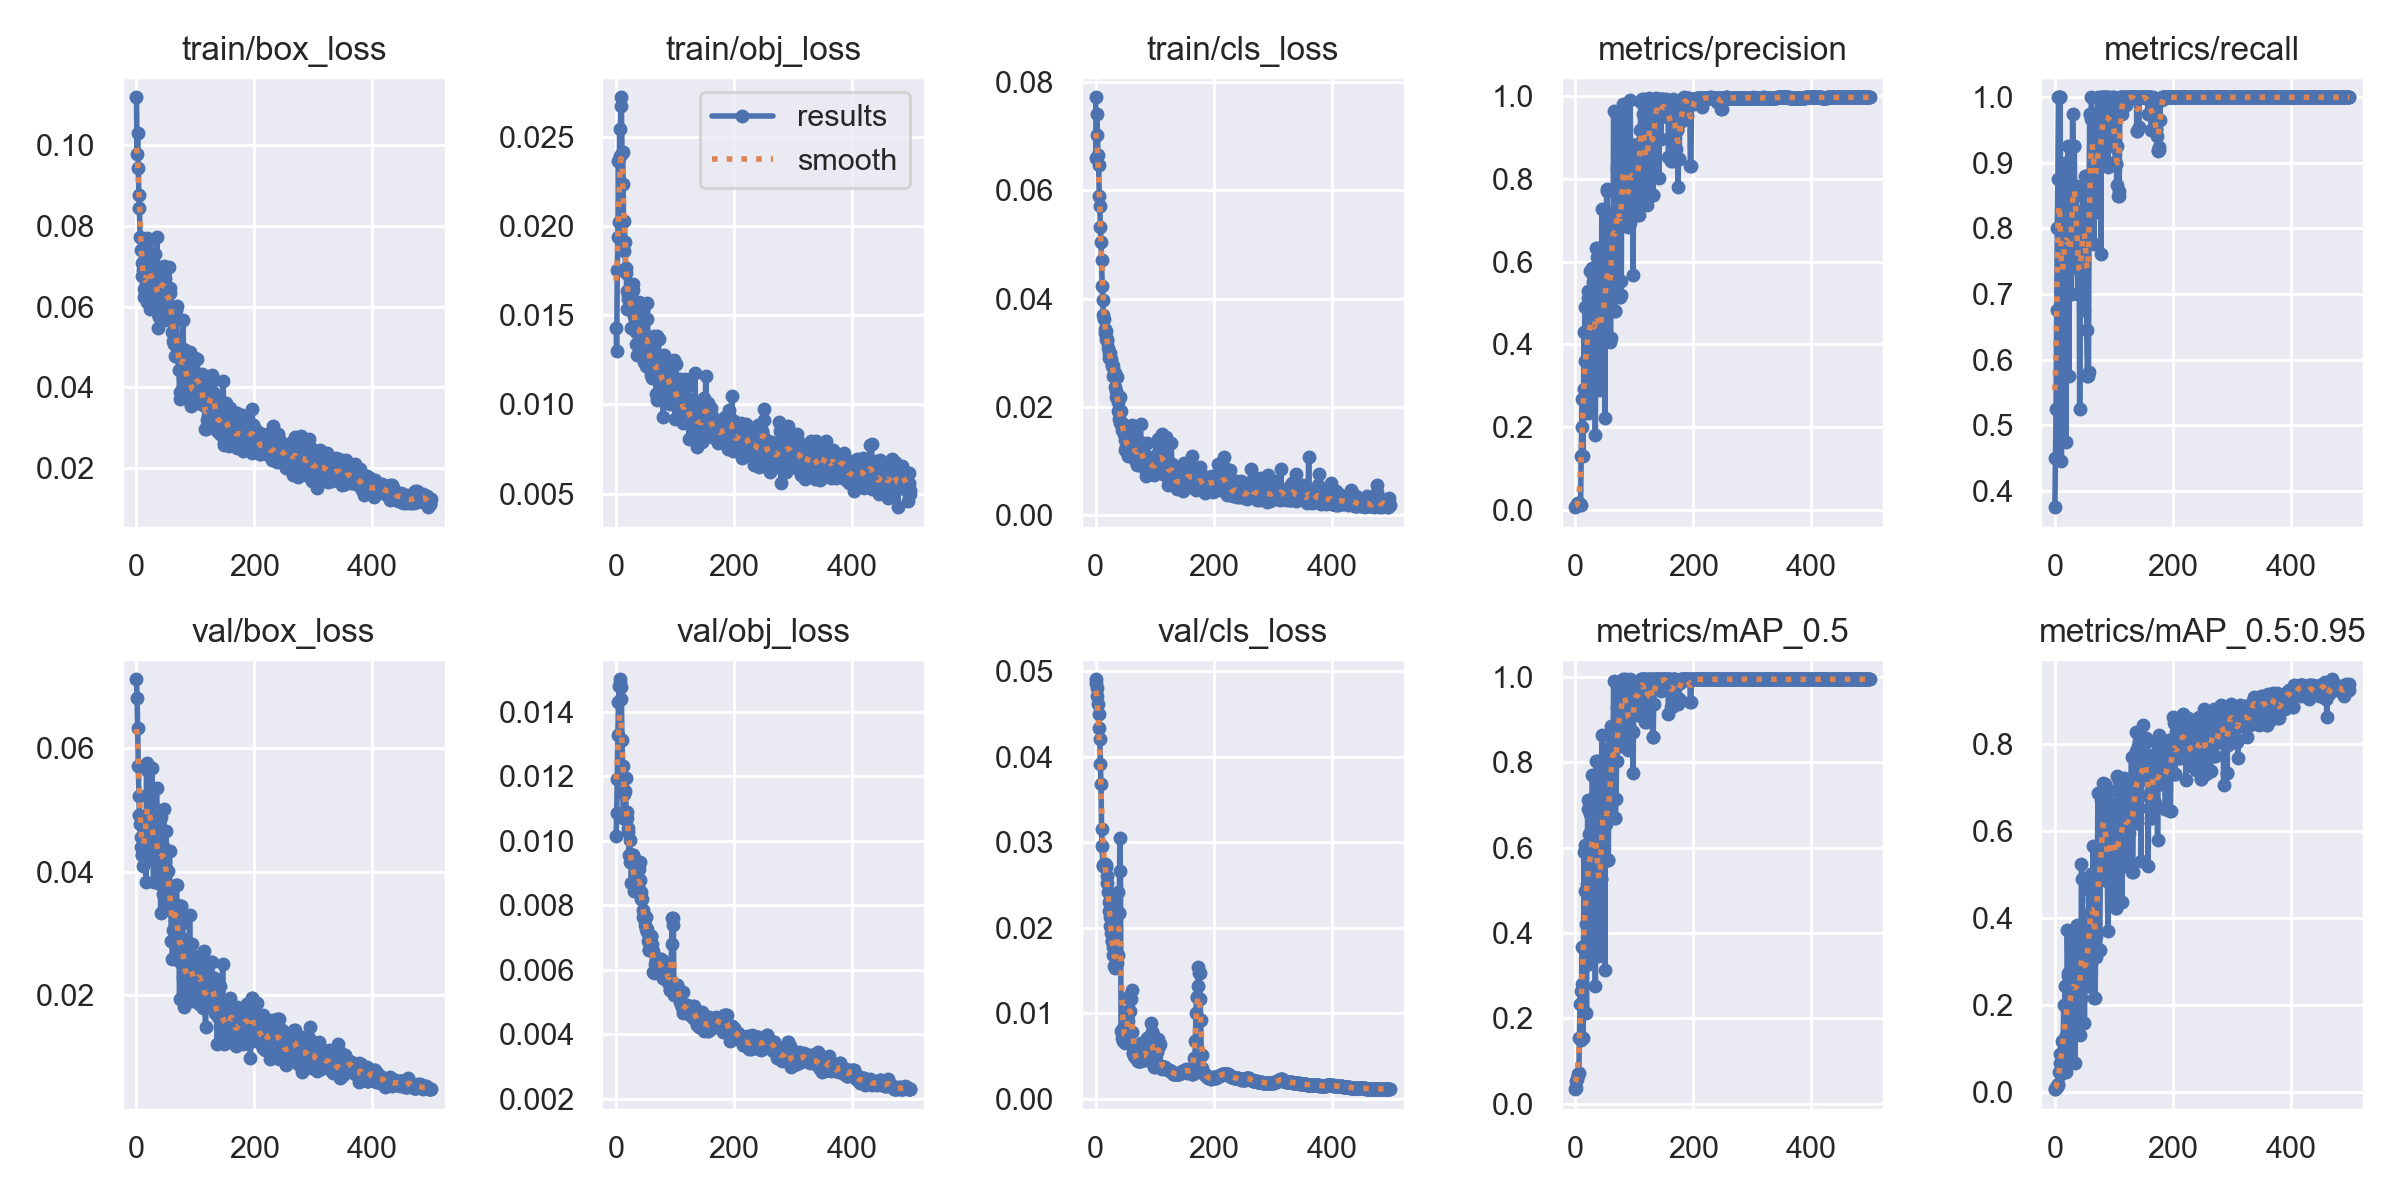 train/box_loss
0.10
0.08
0.06
0.04
0.02
0 200 400
train/obj_loss
results
smooth
0.025
0.020
0.015
0.010
0.005
0 200 400
train/cls_loss
0.08
0.06
0.04
0.02
0.00
0 200 400
metrics/precision
1.0
0.8
0.6
0.4
0.2
0.0
0 200 400
metrics/recall
1.0
0.9
0.8
0.7
0.6
0.5
0.4
0 200 400
val/box_loss
0.06
0.04
0.02
0 200 400
val/obj_loss
0.014
0.012
0.010
0.008
0.006
0.004
0.002
0 200 400
val/cls_loss
0.05
0.04
0.03
0.02
0.01
0.00
0 200 400
metrics/mAP_0.5
1.0
0.8
0.6
0.4
0.2
0.0
0 200 400
metrics/mAP_0.5:0.95
0.8
0.6
0.4
0.2
0.0
0 200 400